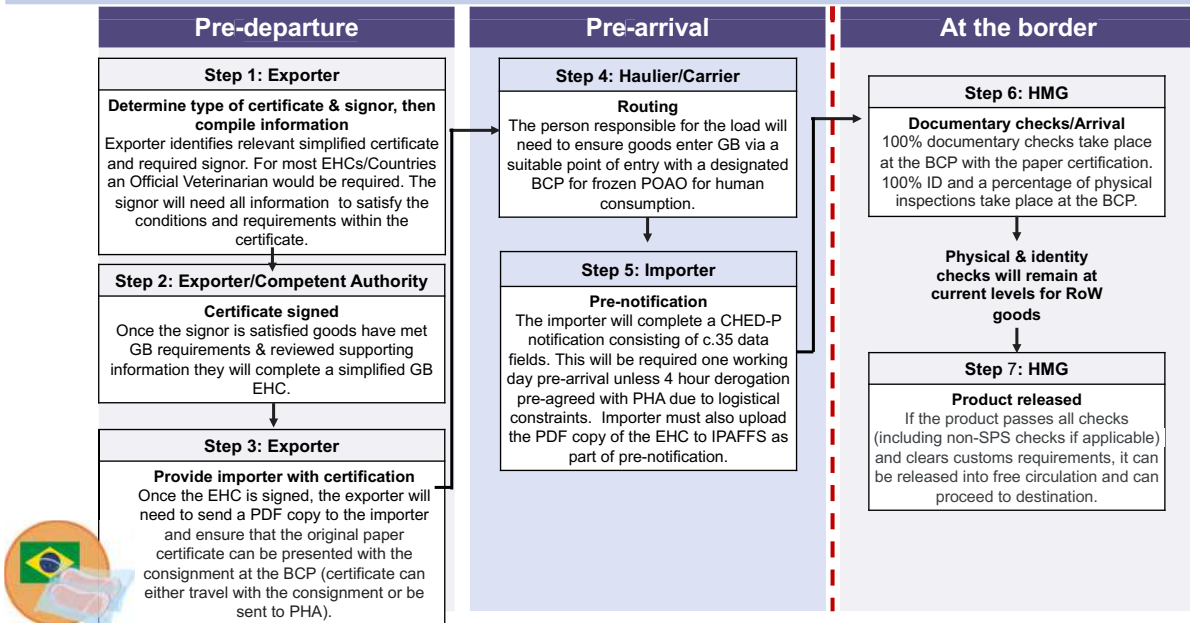 Pre-departure
Step 1: Exporter
Determine type of certificate & signor, then
compile information
Exporter identifies relevant simplified certificate
and required signor. For most EHCs/Countries
an Official Veterinarian would be required. The
signor will need all information to satisfy the
conditions and requirements within the
certificate.
Step 2: Exporter/Competent Authority
Certificate signed
Once the signor is satisfied goods have met
GB requirements & reviewed supporting
information they will complete a simplified GB
EHC.
Step 3: Exporter
Provide importer with certification
Once the EHC is signed, the exporter will
need to send a PDF copy to the importer
and ensure that the original paper
certificate can be presented with the
consignment at the BCP (certificate can
either travel with the consignment or be
sent to PHA).
Pre-arrival
Step 4: Haulier/Carrier
Routing
The person responsible for the load will
need to ensure goods enter GB via a
suitable point of entry with a designated
BCP for frozen POAO for human
consumption.
Step 5: Importer
Pre-notification
The importer will complete a CHED-P
notification consisting of c.35 data
fields. This will be required one working
day pre-arrival unless 4 hour derogation
pre-agreed with PHA due to logistical
constraints. Importer must also upload
the PDF copy of the EHC to IPAFFS as
part of pre-notification.
At the border
Step 6: HMG
Documentary checks/Arrival
100% documentary checks take place
at the BCP with the paper certification.
100% ID and a percentage of physical
inspections take place at the BCP.
Physical & identity
checks will remain at
current levels for RoW
goods
Step 7: HMG
Product released
If the product passes all checks
(including non-SPS checks if applicable)
and clears customs requirements, it can
be released into free circulation and can
proceed to destination.